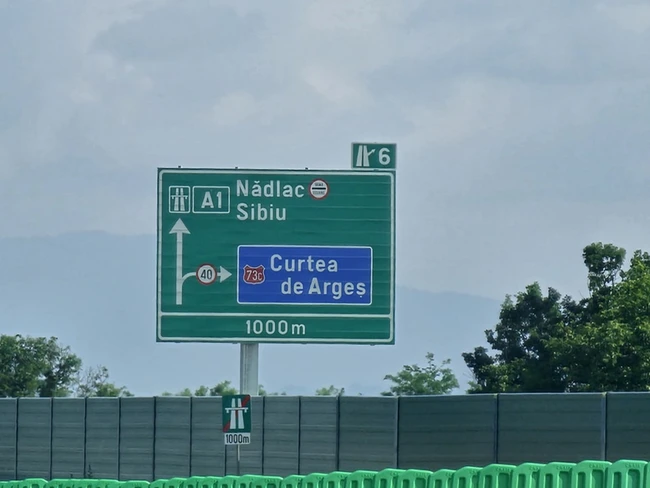 6
A1
Nădlac
Sibiu
40
73C
Curtea
de Argeș
1000m
1000m